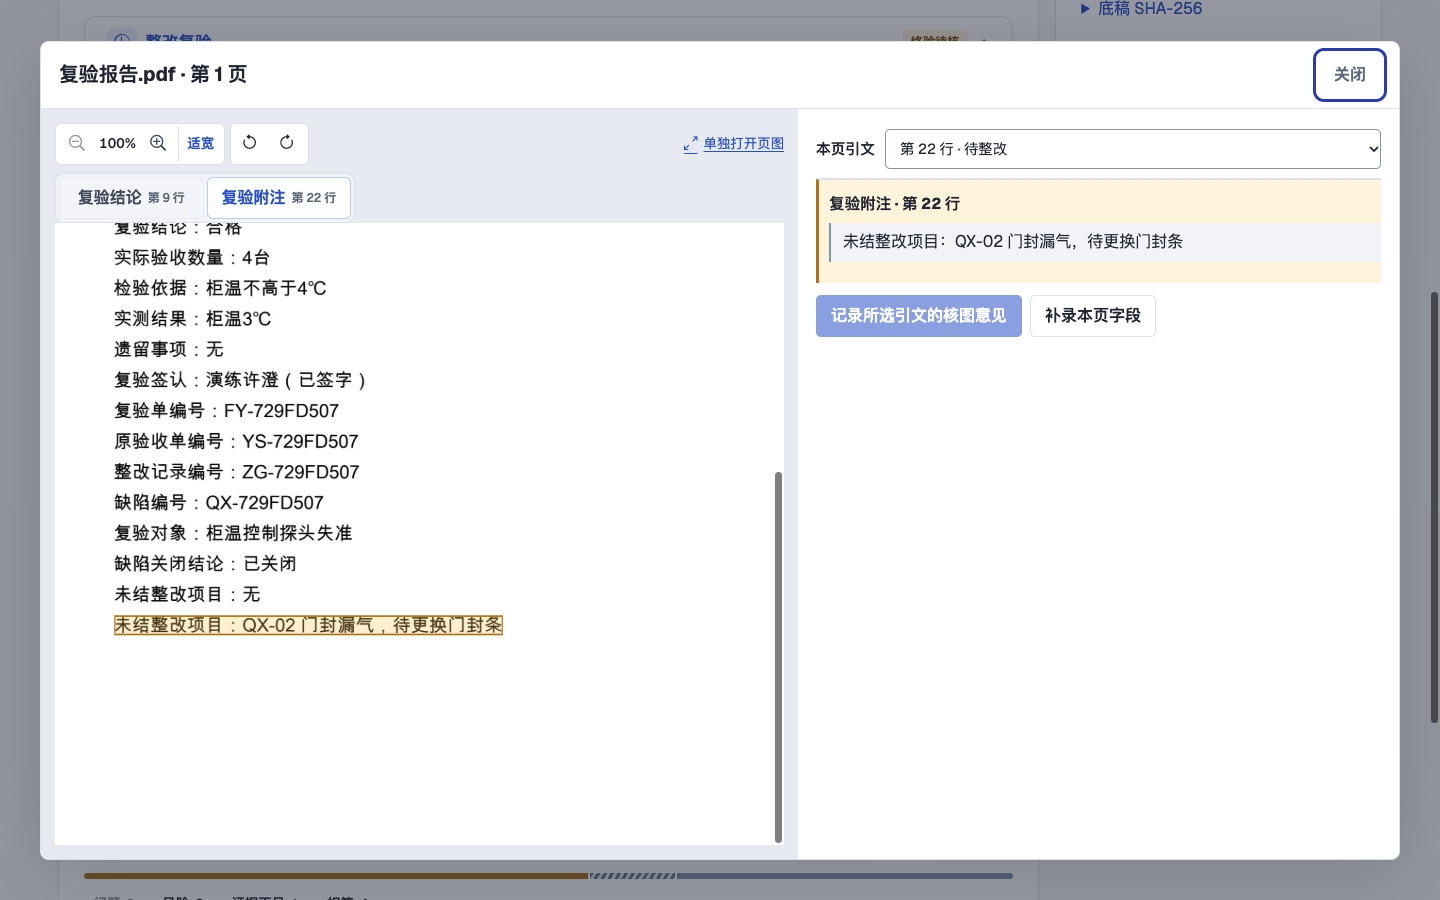 底稿 SHA-256
整改复验
复验报告.pdf · 第 1 页
关闭
100%
适宽
单独打开页图
复验结论 第 9 行
复验附注 第 22 行
复验结论：合格
实际验收数量：4台
检验依据：柜温不高于4℃
实测结果：柜温3℃
遗留事项：无
复验签认：演练许澄（已签字）
复验单编号：FY-729FD507
原验收单编号：YS-729FD507
整改记录编号：ZG-729FD507
缺陷编号：QX-729FD507
复验对象：柜温控制探头失准
缺陷关闭结论：已关闭
未结整改项目：无
未结整改项目：QX-02 门封漏气，待更换门封条
本页引文
第 22 行 · 待整改
复验附注 · 第 22 行
未结整改项目：QX-02 门封漏气，待更换门封条
记录所选引文的核图意见
补录本页字段